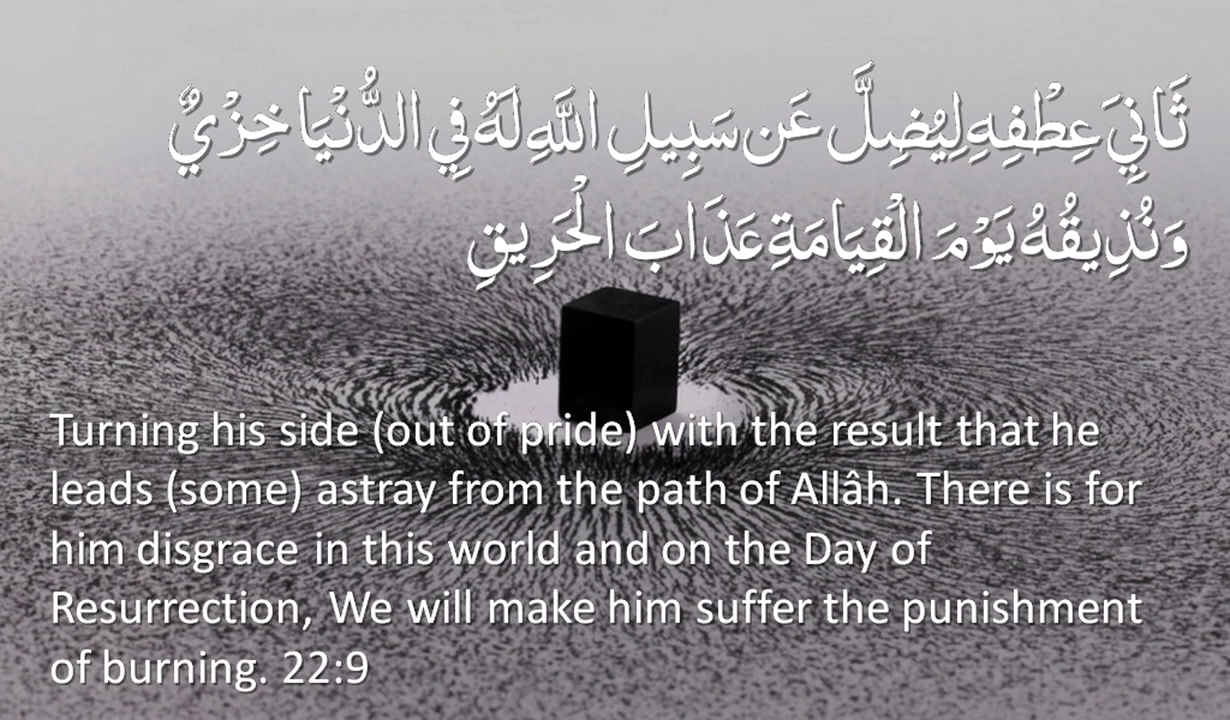 ثَانِيَ عِطْفِهِ لِيُضِلَّ عَن سَبِيلِ اللَّهِ لَهُ فِي الدُّنْيَا خِزْيٌ
وَنُذِيقُهُ يَوْمَ الْقِيَامَةِ عَذَابَ الْحَرِيقِ
Turning his side (out of pride) with the result that he
leads (some) astray from the path of Allâh. There is for
him disgrace in this world and on the Day of
Resurrection, We will make him suffer the punishment
of burning. 22:9